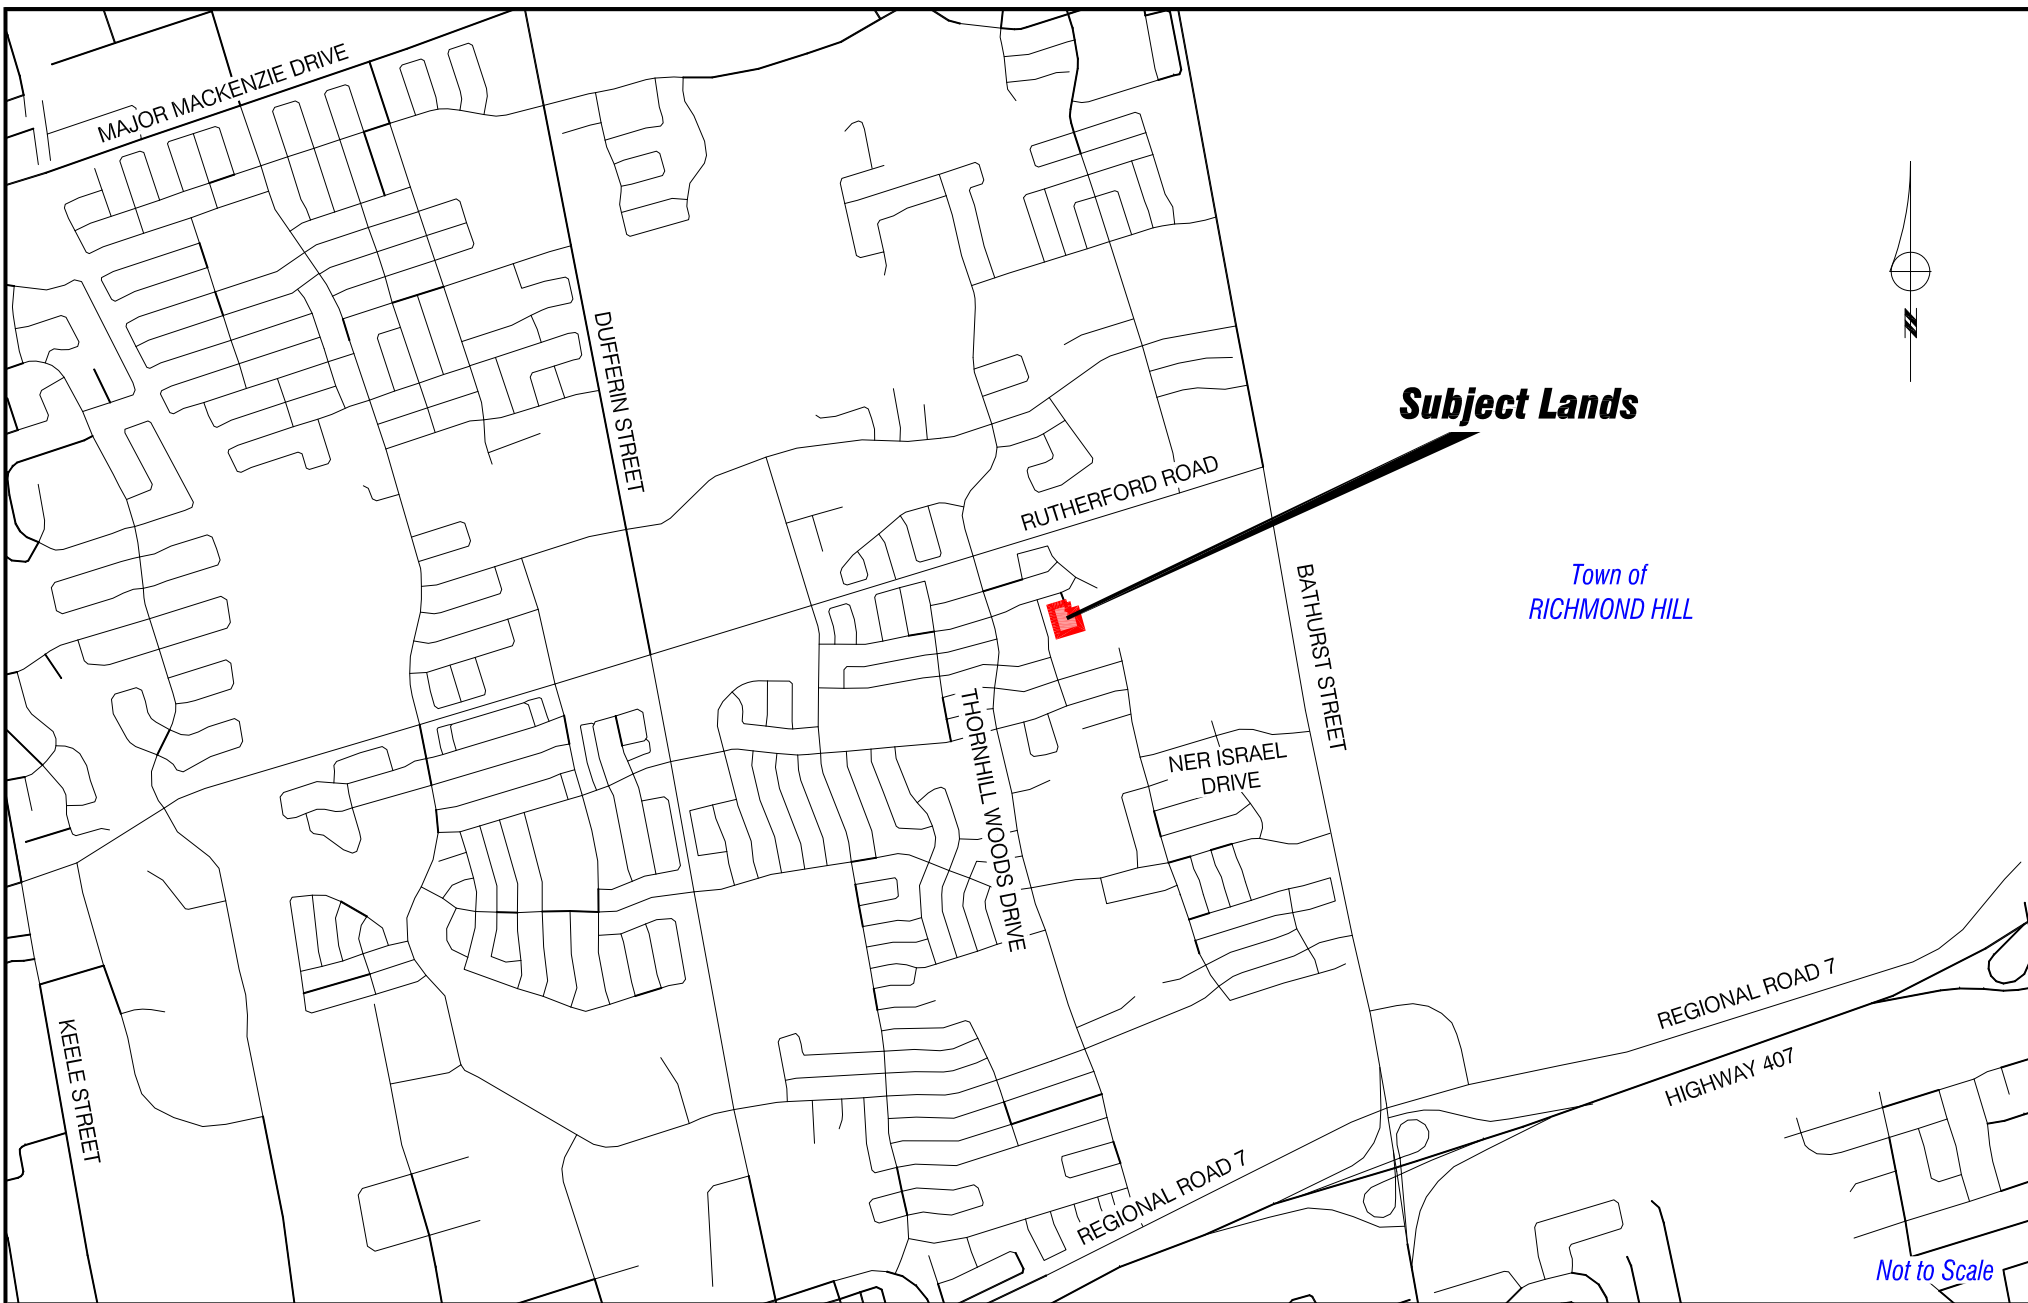 MAJOR MACKENZIE DRIVE
DUFFERIN STREET
N
Subject Lands
RUTHERFORD ROAD
Town of
RICHMOND HILL
BATHURST STREET
THORNHILL WOODS DRIVE
NER ISRAEL
DRIVE
KEELE STREET
REGIONAL ROAD 7
HIGHWAY 407
REGIONAL ROAD 7
Not to Scale